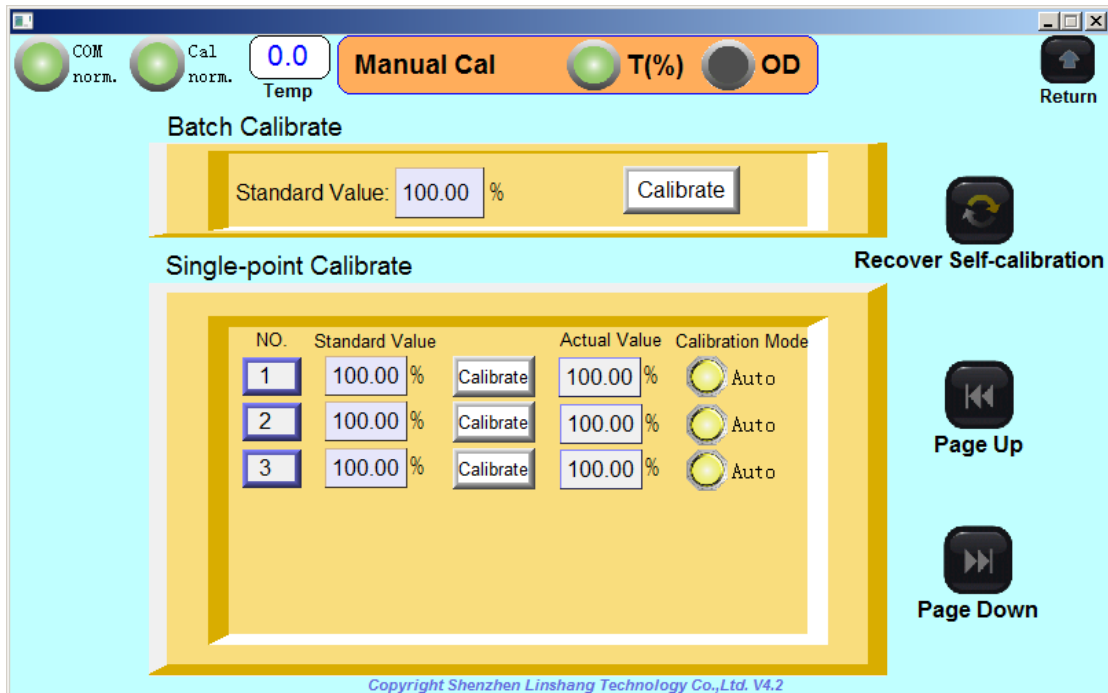 COM norm.
Cal norm.
0.0
Temp
Manual Cal T(%) OD
Return
Batch Calibrate
Standard Value: 100.00 % Calibrate
Recover Self-calibration
Single-point Calibrate
NO. Standard Value Actual Value Calibration Mode
1 100.00 % Calibrate 100.00 % Auto
2 100.00 % Calibrate 100.00 % Auto
3 100.00 % Calibrate 100.00 % Auto
Page Up
Page Down
Copyright Shenzhen Linshang Technology Co.,Ltd. V4.2